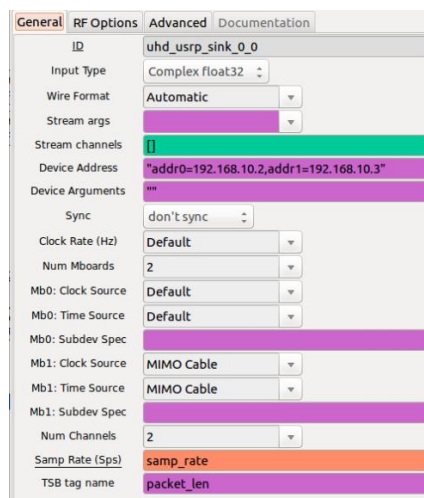 General RF Options Advanced Documentation
ID uhd_usrp_sink_0_0
Input Type Complex float32
Wire Format Automatic
Stream args
Stream channels []
Device Address "addr0=192.168.10.2,addr1=192.168.10.3"
Device Arguments ""
Sync don't sync
Clock Rate (Hz) Default
Num Mboards 2
Mb0: Clock Source Default
Mb0: Time Source Default
Mb0: Subdev Spec
Mb1: Clock Source MIMO Cable
Mb1: Time Source MIMO Cable
Mb1: Subdev Spec
Num Channels 2
Samp Rate (Sps) samp_rate
TSB tag name packet_len